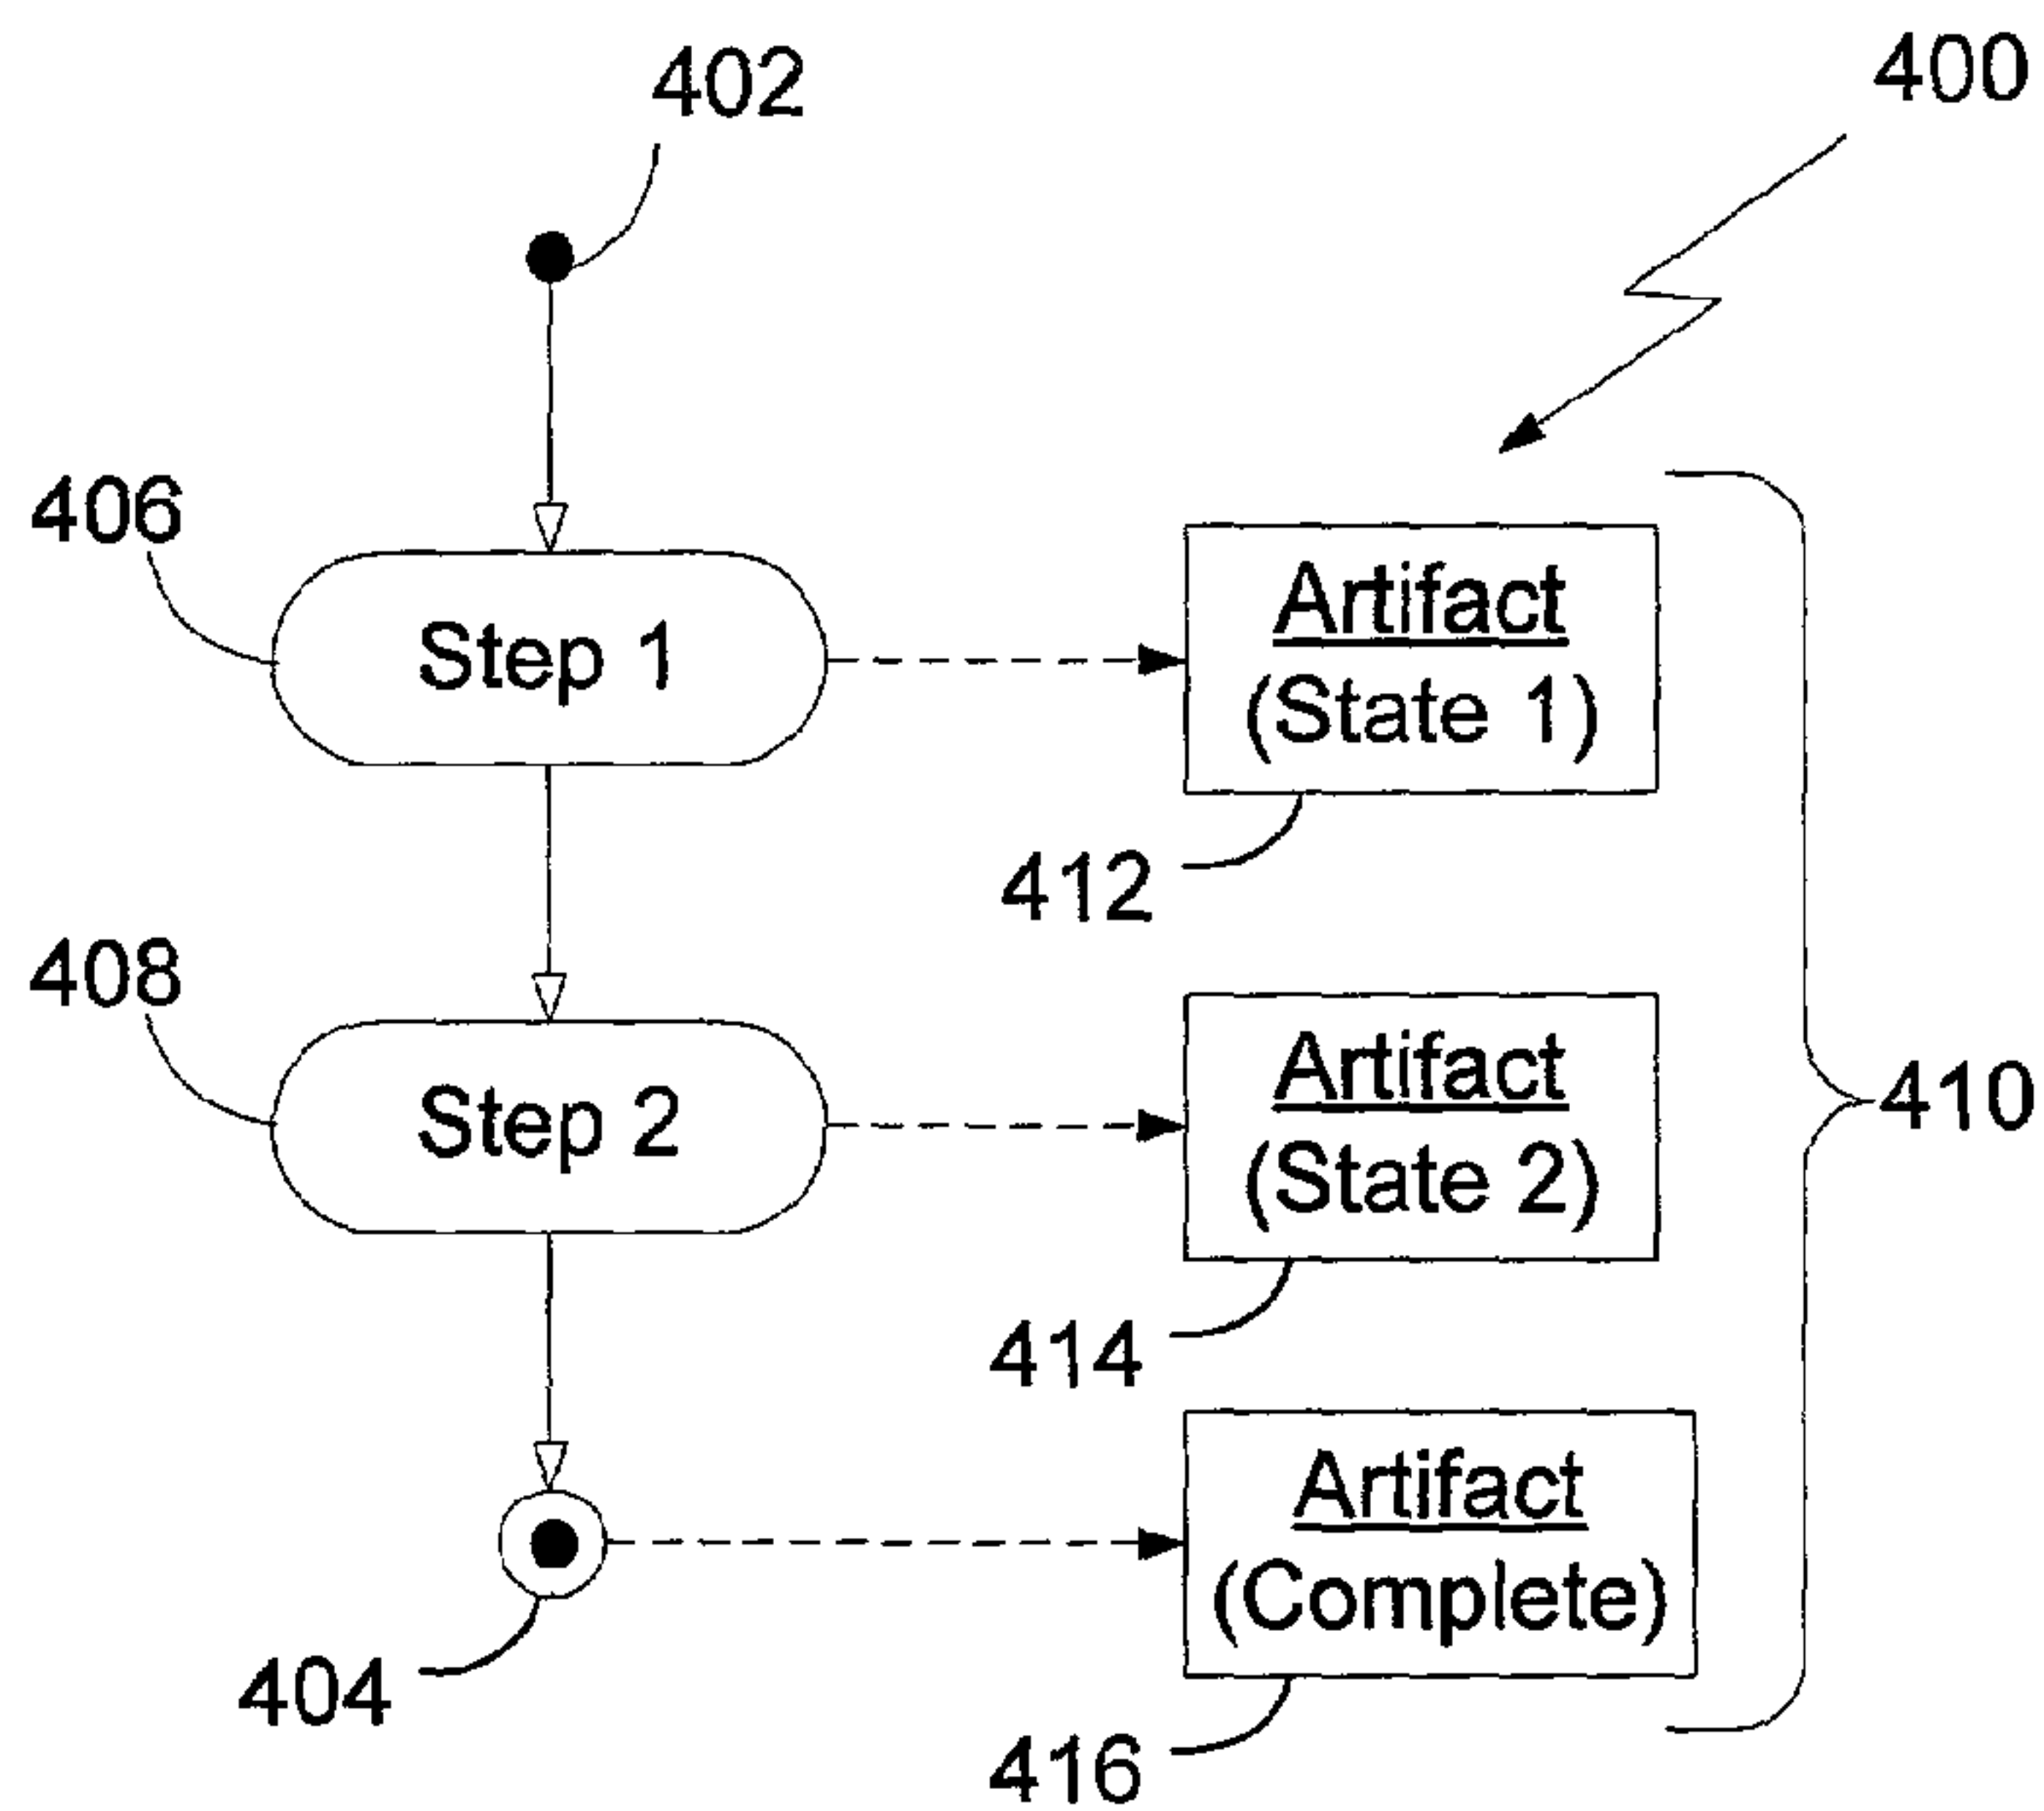 402
400
406
Step 1
Artifact
(State 1)
412
408
Step 2
Artifact
(State 2)
410
414
Artifact
(Complete)
404
416